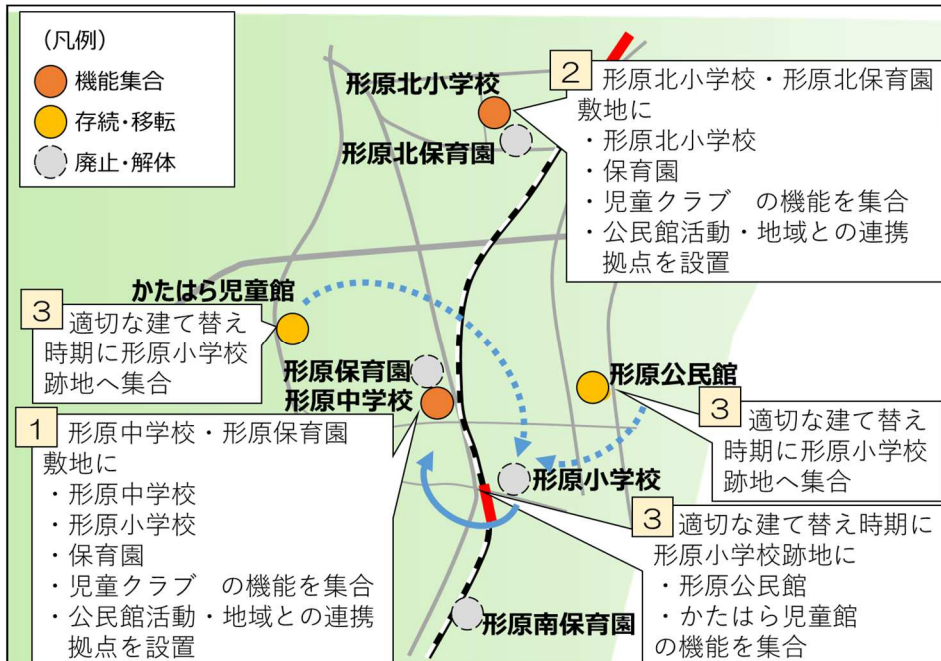 (凡例)
機能集合
存続・移転
廃止・解体
形原北小学校
形原北保育園
2
形原北小学校・形原北保育園
敷地に
・形原北小学校
・保育園
・児童クラブ の機能を集合
・公民館活動・地域との連携
拠点を設置
かたはら児童館
3
適切な建て替え
時期に形原小学校
跡地へ集合
形原保育園
形原中学校
形原公民館
3
適切な建て替え
時期に形原小学校
跡地へ集合
1
形原中学校・形原保育園
敷地に
・形原中学校
・形原小学校
・保育園
・児童クラブ の機能を集合
・公民館活動・地域との連携
拠点を設置
形原小学校
3
適切な建て替え時期に
形原小学校跡地に
・形原公民館
・かたはら児童館
の機能を集合
形原南保育園